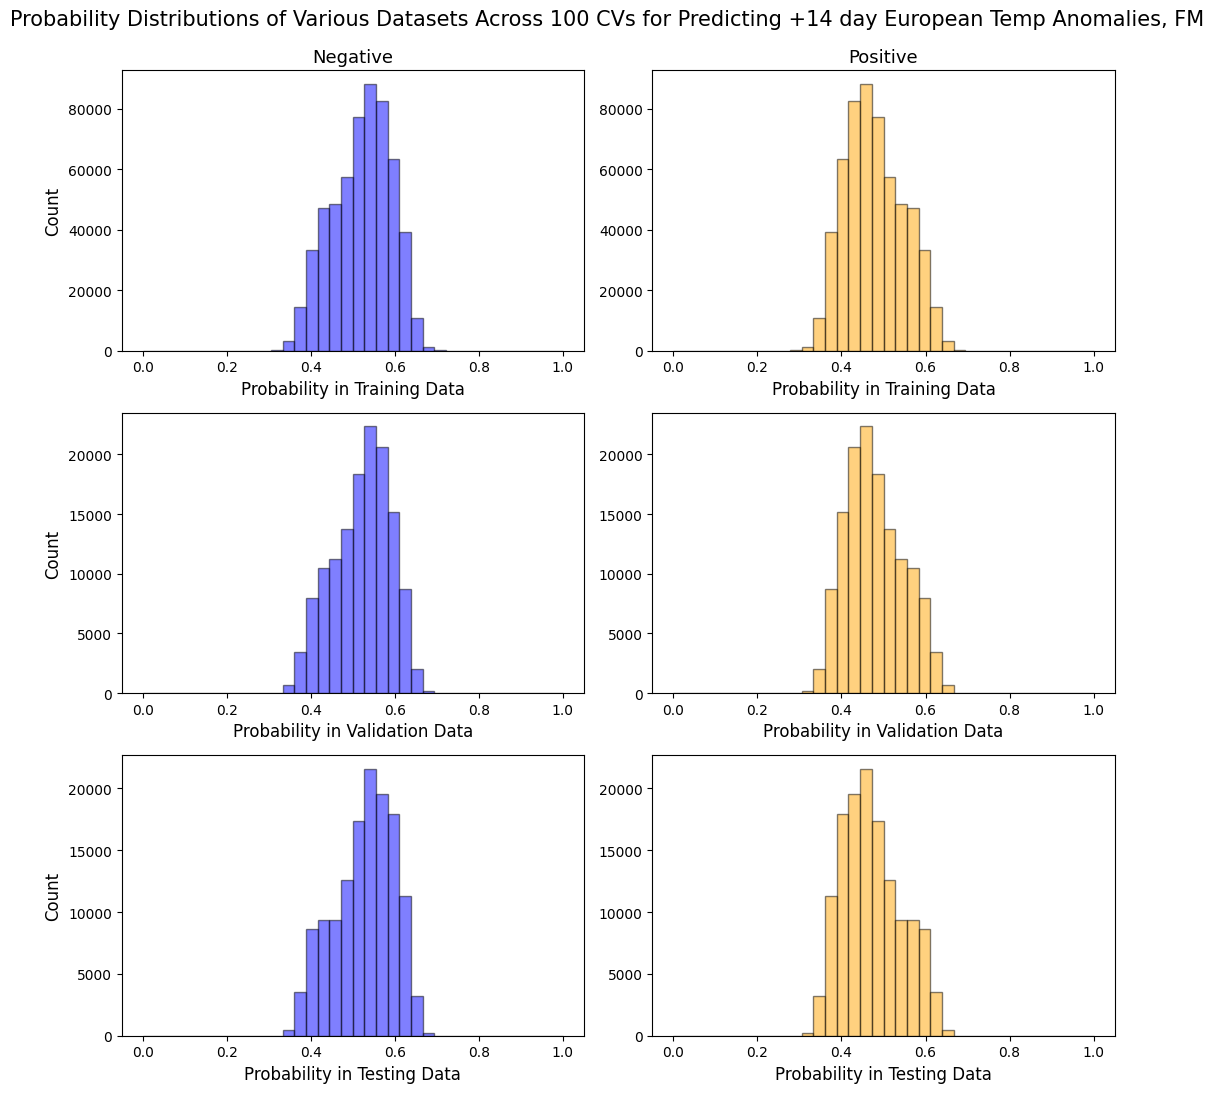 Probability Distributions of Various Datasets Across 100 CVs for Predicting +14 day European Temp Anomalies, FM
Negative
Positive
80000
60000
40000
20000
0
Count
0.0 0.2 0.4 0.6 0.8 1.0
Probability in Training Data
80000
60000
40000
20000
0
0.0 0.2 0.4 0.6 0.8 1.0
Probability in Training Data
20000
15000
10000
5000
0
Count
0.0 0.2 0.4 0.6 0.8 1.0
Probability in Validation Data
20000
15000
10000
5000
0
0.0 0.2 0.4 0.6 0.8 1.0
Probability in Validation Data
20000
15000
10000
5000
0
Count
0.0 0.2 0.4 0.6 0.8 1.0
Probability in Testing Data
20000
15000
10000
5000
0
0.0 0.2 0.4 0.6 0.8 1.0
Probability in Testing Data